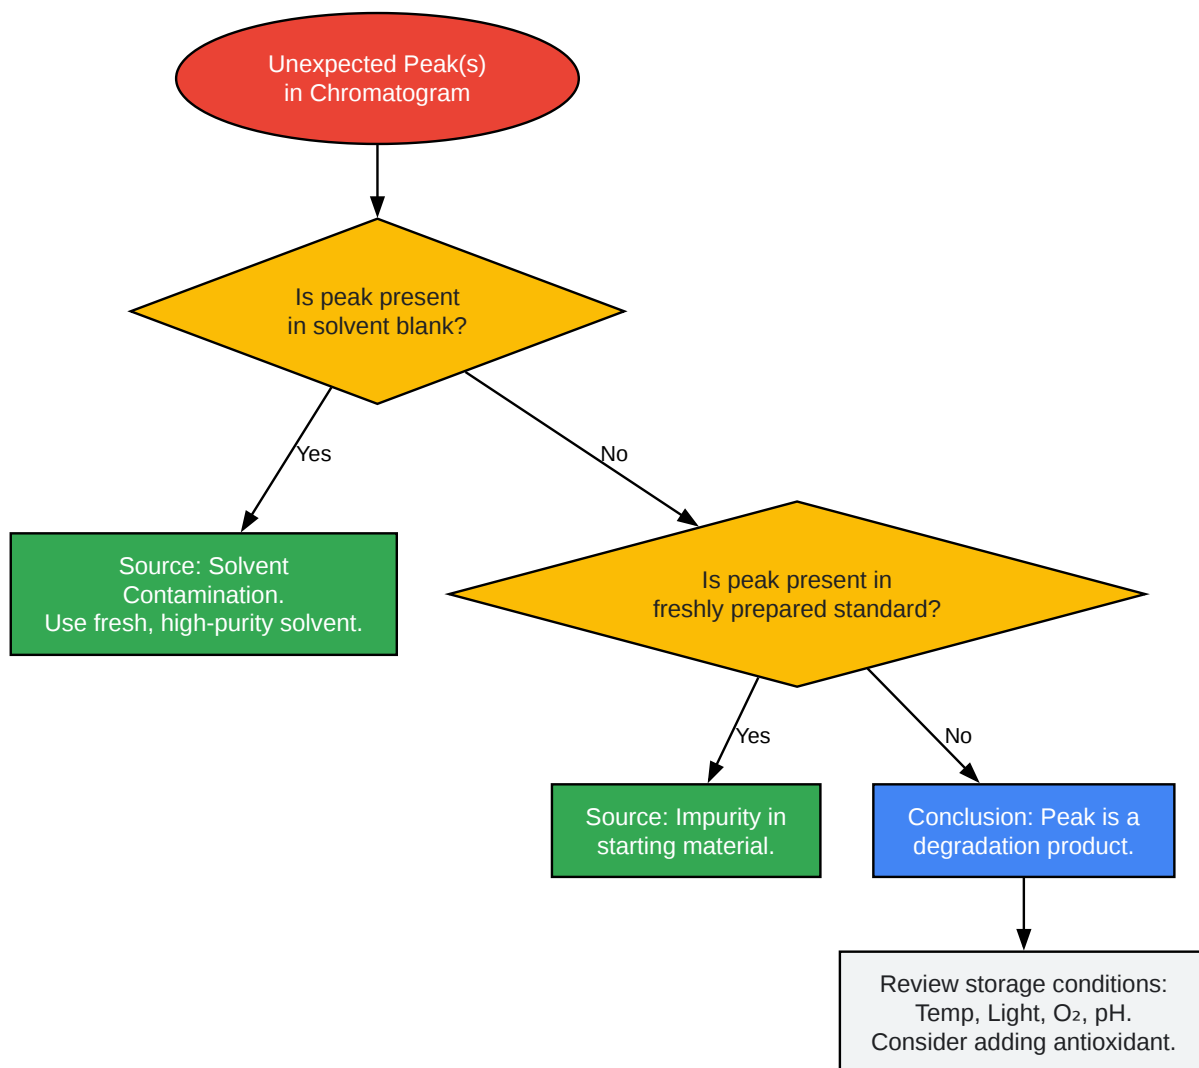 Unexpected Peak(s)
in Chromatogram
Is peak present
in solvent blank?
Yes
No
Source: Solvent
Contamination.
Use fresh, high-purity solvent.
Is peak present in
freshly prepared standard?
Yes
No
Source: Impurity in
starting material.
Conclusion: Peak is a
degradation product.
Review storage conditions:
Temp, Light, O₂, pH.
Consider adding antioxidant.